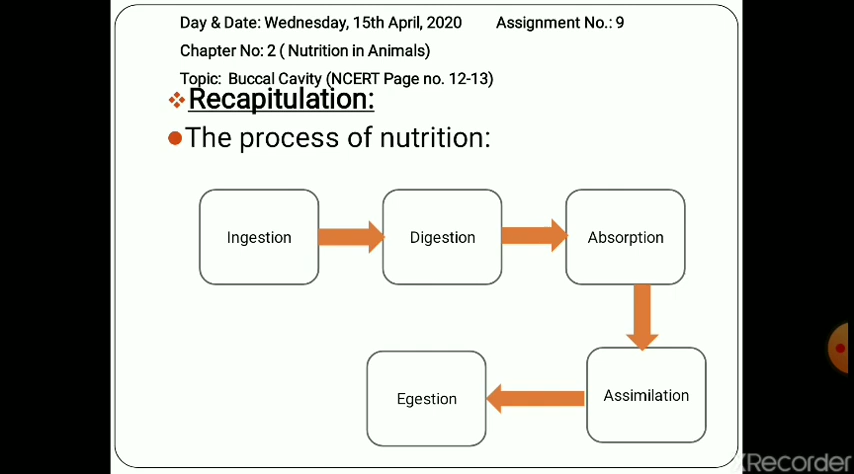 Day & Date: Wednesday, 15th April, 2020 Assignment No.: 9
Chapter No: 2 ( Nutrition in Animals)
Topic: Buccal Cavity (NCERT Page no. 12-13)
Recapitulation:
The process of nutrition:
Ingestion
Digestion
Absorption
Assimilation
Egestion
XRecorder